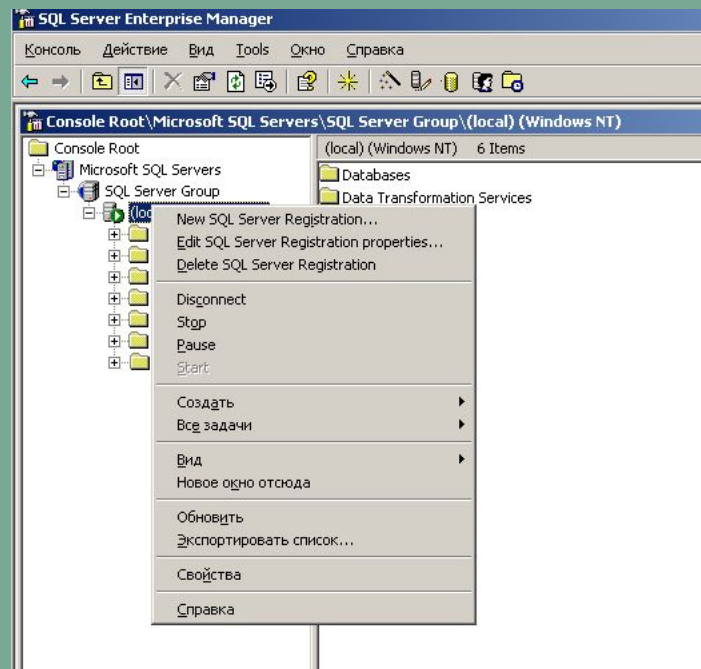 SQL Server Enterprise Manager
Консоль Действие Вид Tools Окно Справка
Console Root\Microsoft SQL Servers\SQL Server Group\(local) (Windows NT)
Console Root
(local) (Windows NT) 6 Items
Microsoft SQL Servers
Databases
SQL Server Group
Data Transformation Services
New SQL Server Registration...
Edit SQL Server Registration properties...
Delete SQL Server Registration
Disconnect
Stop
Pause
Start
Создать
Все задачи
Вид
Новое окно отсюда
Обновить
Экспортировать список...
Свойства
Справка